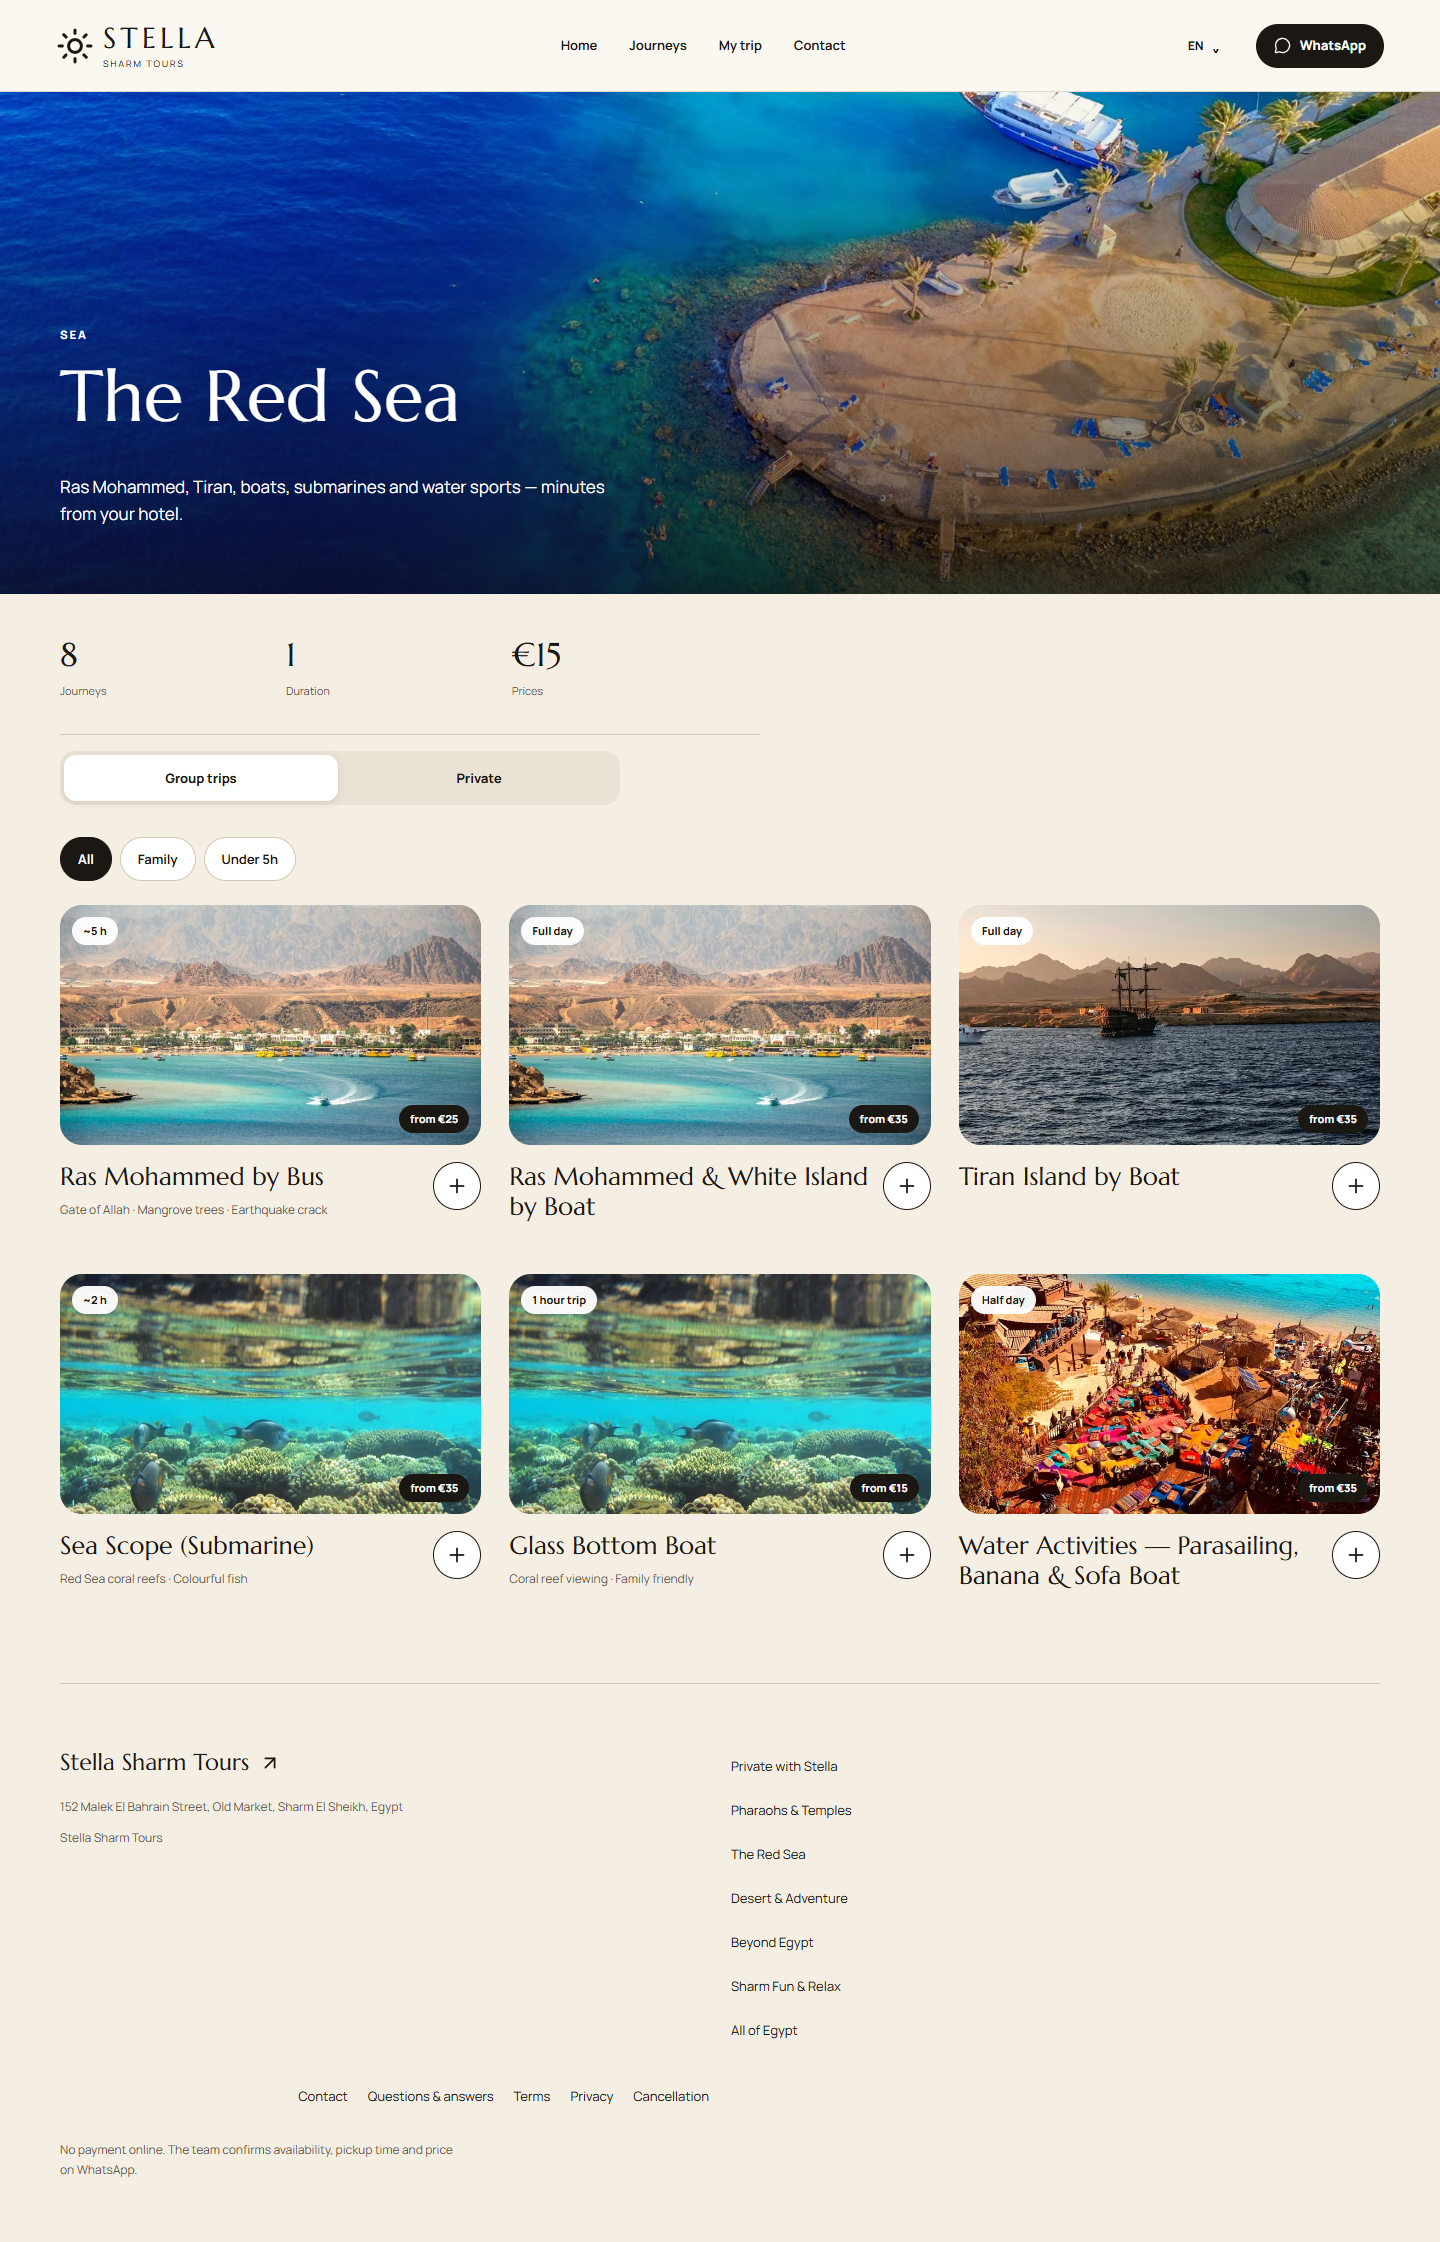 STELLA
SHARM TOURS
Home
Journeys
My trip
Contact
EN
WhatsApp
SEA
The Red Sea
Ras Mohammed, Tiran, boats, submarines and water sports — minutes
from your hotel.
8
Journeys
1
Duration
€15
Prices
Group trips
Private
All
Family
Under 5h
~5 h
from €25
Ras Mohammed by Bus
Gate of Allah · Mangrove trees · Earthquake crack
Full day
from €35
Ras Mohammed & White Island
by Boat
Full day
from €35
Tiran Island by Boat
~2 h
from €35
Sea Scope (Submarine)
Red Sea coral reefs · Colourful fish
1 hour trip
from €15
Glass Bottom Boat
Coral reef viewing · Family friendly
Half day
from €35
Water Activities — Parasailing,
Banana & Sofa Boat
Stella Sharm Tours
152 Malek El Bahrain Street, Old Market, Sharm El Sheikh, Egypt
Stella Sharm Tours
Private with Stella
Pharaohs & Temples
The Red Sea
Desert & Adventure
Beyond Egypt
Sharm Fun & Relax
All of Egypt
Contact
Questions & answers
Terms
Privacy
Cancellation
No payment online. The team confirms availability, pickup time and price
on WhatsApp.